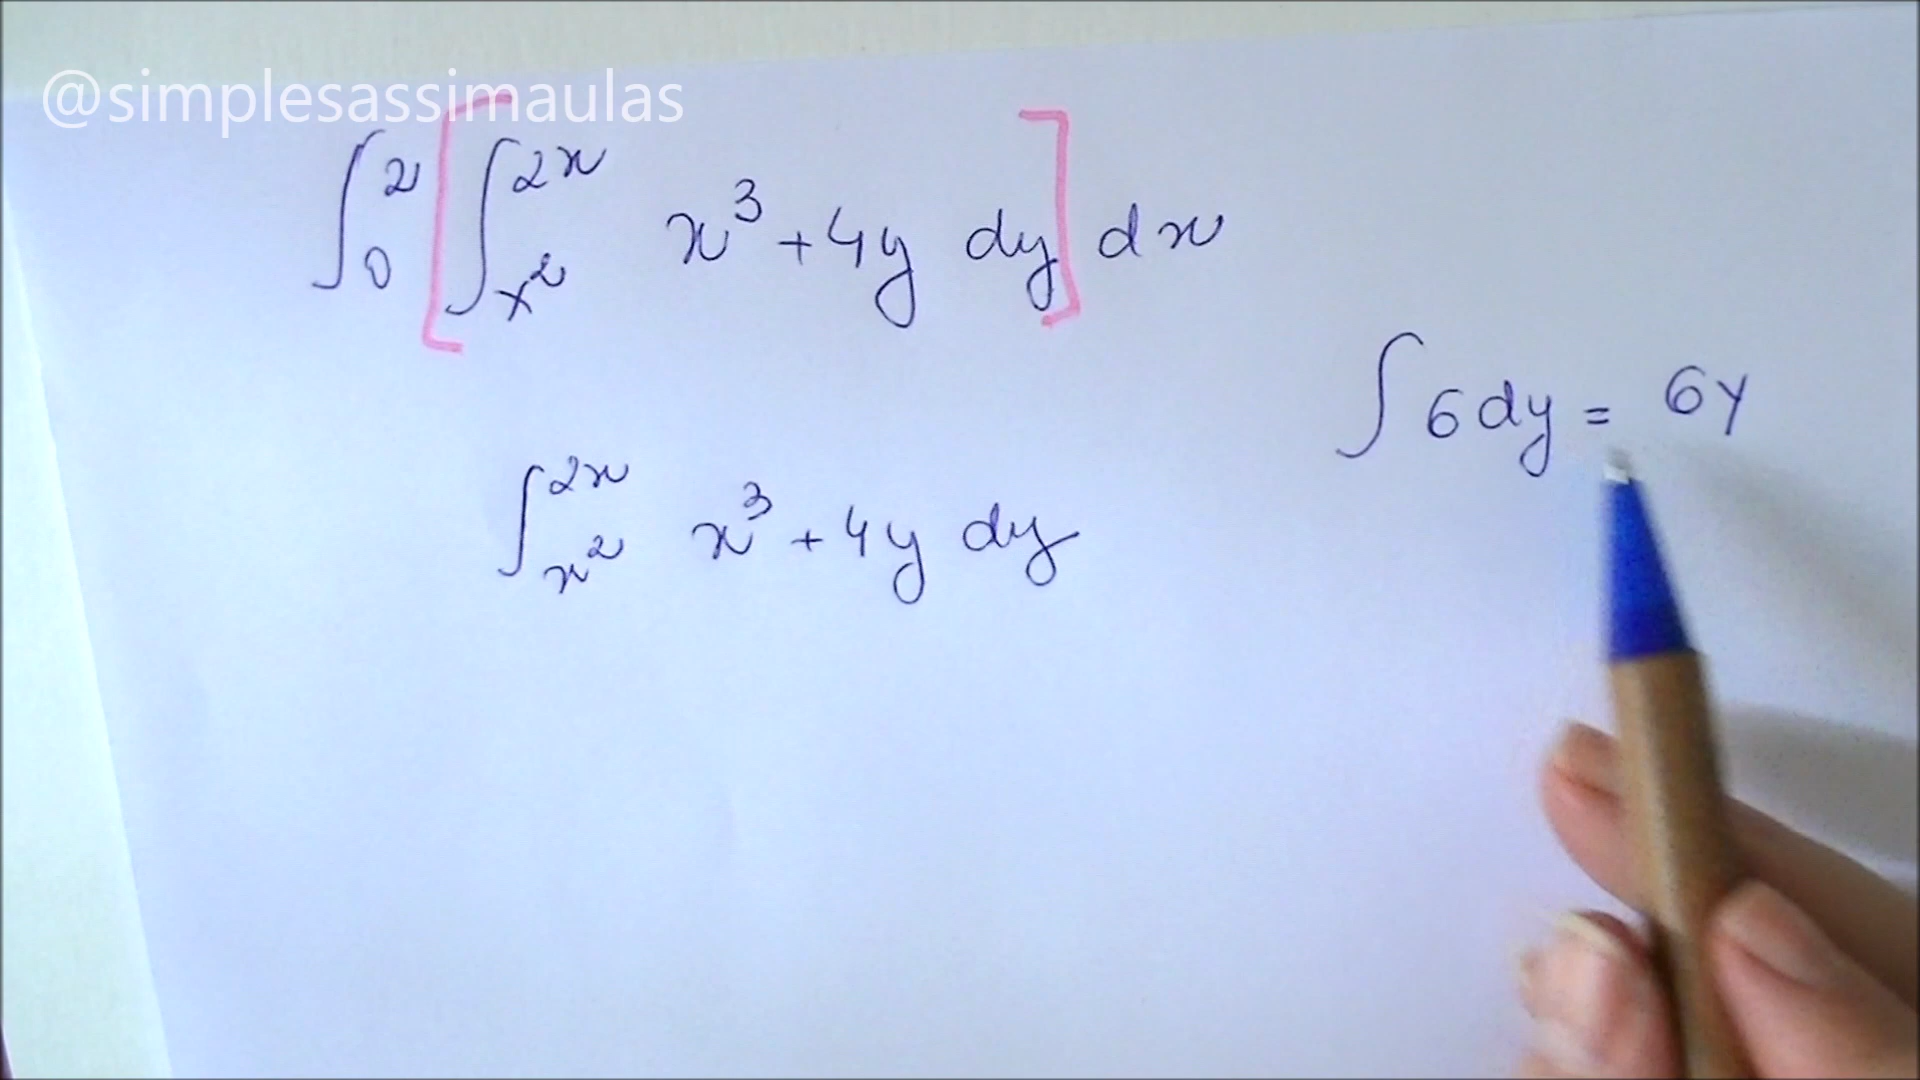 @simplesassimaulas
∫₀² [∫ₓ²²ˣ x³+4y dy] dx
∫6dy = 6y
∫ₓ²²ˣ x³+4y dy